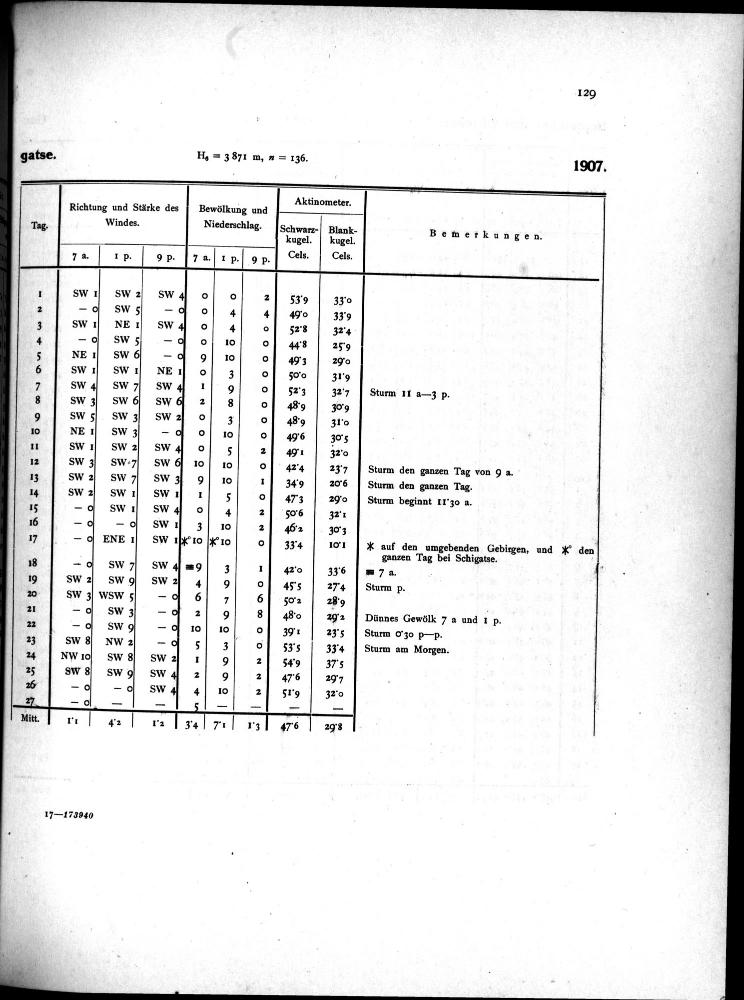 129
gatse. H₆ = 3 871 m, n = 136. 1907.
Tag. Richtung und Stärke des Windes. Bewölkung und Niederschlag. Aktinometer. Bemerkungen.
Schwarz-kugel. Blank-kugel.
7 a. 1 p. 9 p. 7 a. 1 p. 9 p. Cels. Cels.
1 SW 1 SW 2 SW 4 0 0 2 53·9 33·0
2 — 0 SW 5 — 0 0 4 4 49·0 33·9
3 SW 1 NE 1 SW 4 0 4 0 52·8 32·4
4 — 0 SW 5 — 0 0 10 0 44·8 25·9
5 NE 1 SW 6 — 0 9 10 0 49·3 29·0
6 SW 1 SW 1 NE 1 0 3 0 50·0 31·9
7 SW 4 SW 7 SW 4 1 9 0 52·3 32·7 Sturm 11 a—3 p.
8 SW 3 SW 6 SW 6 2 8 0 48·9 30·9
9 SW 5 SW 3 SW 2 0 3 0 48·9 31·0
10 NE 1 SW 3 — 0 0 10 0 49·6 30·5
11 SW 1 SW 2 SW 4 0 5 2 49·1 32·0
12 SW 3 SW 7 SW 6 10 10 0 42·4 23·7 Sturm den ganzen Tag von 9 a.
13 SW 2 SW 7 SW 3 9 10 1 34·9 20·6 Sturm den ganzen Tag.
14 SW 2 SW 1 SW 1 1 5 0 47·3 29·0 Sturm beginnt 11·30 a.
15 — 0 SW 1 SW 4 0 4 2 50·6 32·1
16 — 0 — 0 SW 1 3 10 2 46·2 30·3
17 — 0 ENE 1 SW 1 ✶°10 ✶°10 0 33·4 10·1 ✶ auf den umgebenden Gebirgen, und ✶° den
ganzen Tag bei Schigatse.
18 — 0 SW 7 SW 4 ≡9 3 1 42·0 33·6 ≡ 7 a.
19 SW 2 SW 9 SW 2 4 9 0 45·5 27·4 Sturm p.
20 SW 3 WSW 5 — 0 6 7 6 50·2 28·9
21 — 0 SW 3 — 0 2 9 8 48·0 29·2 Dünnes Gewölk 7 a und 1 p.
22 — 0 SW 9 — 0 10 10 0 39·1 23·5 Sturm 0·30 p—p.
23 SW 8 NW 2 — 0 5 3 0 53·5 33·4 Sturm am Morgen.
24 NW 10 SW 8 SW 2 1 9 2 54·9 37·5
25 SW 8 SW 9 SW 4 2 9 2 47·6 29·7
26 — 0 — 0 SW 4 4 10 2 51·9 32·0
27 — 0 — — 5 — — — —
Mitt. 1·1 4·2 1·2 3·4 7·1 1·3 47·6 29·8
17—173940